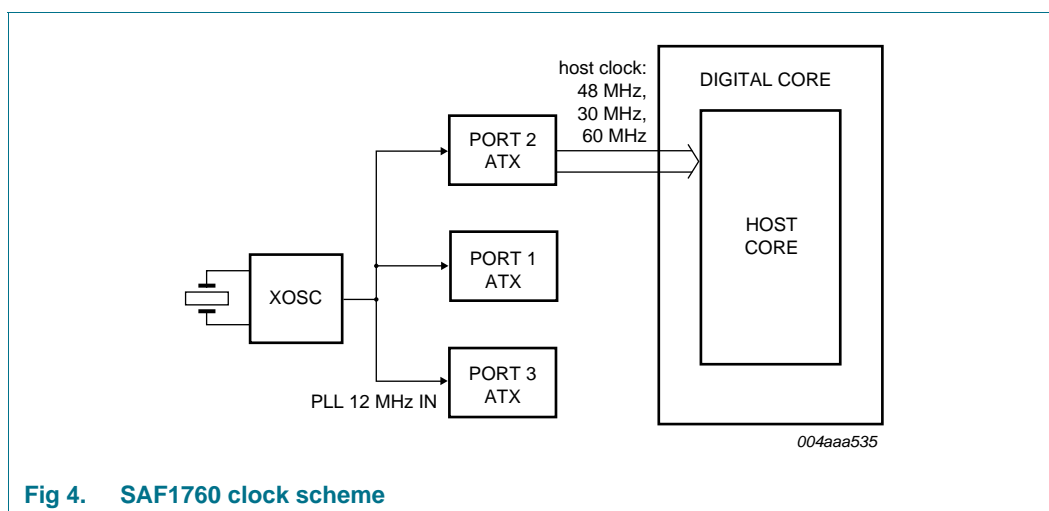 host clock:
48 MHz,
30 MHz,
60 MHz
DIGITAL CORE
PORT 2
ATX
HOST
CORE
PORT 1
ATX
XOSC
PORT 3
ATX
PLL 12 MHz IN
004aaa535
Fig 4. SAF1760 clock scheme